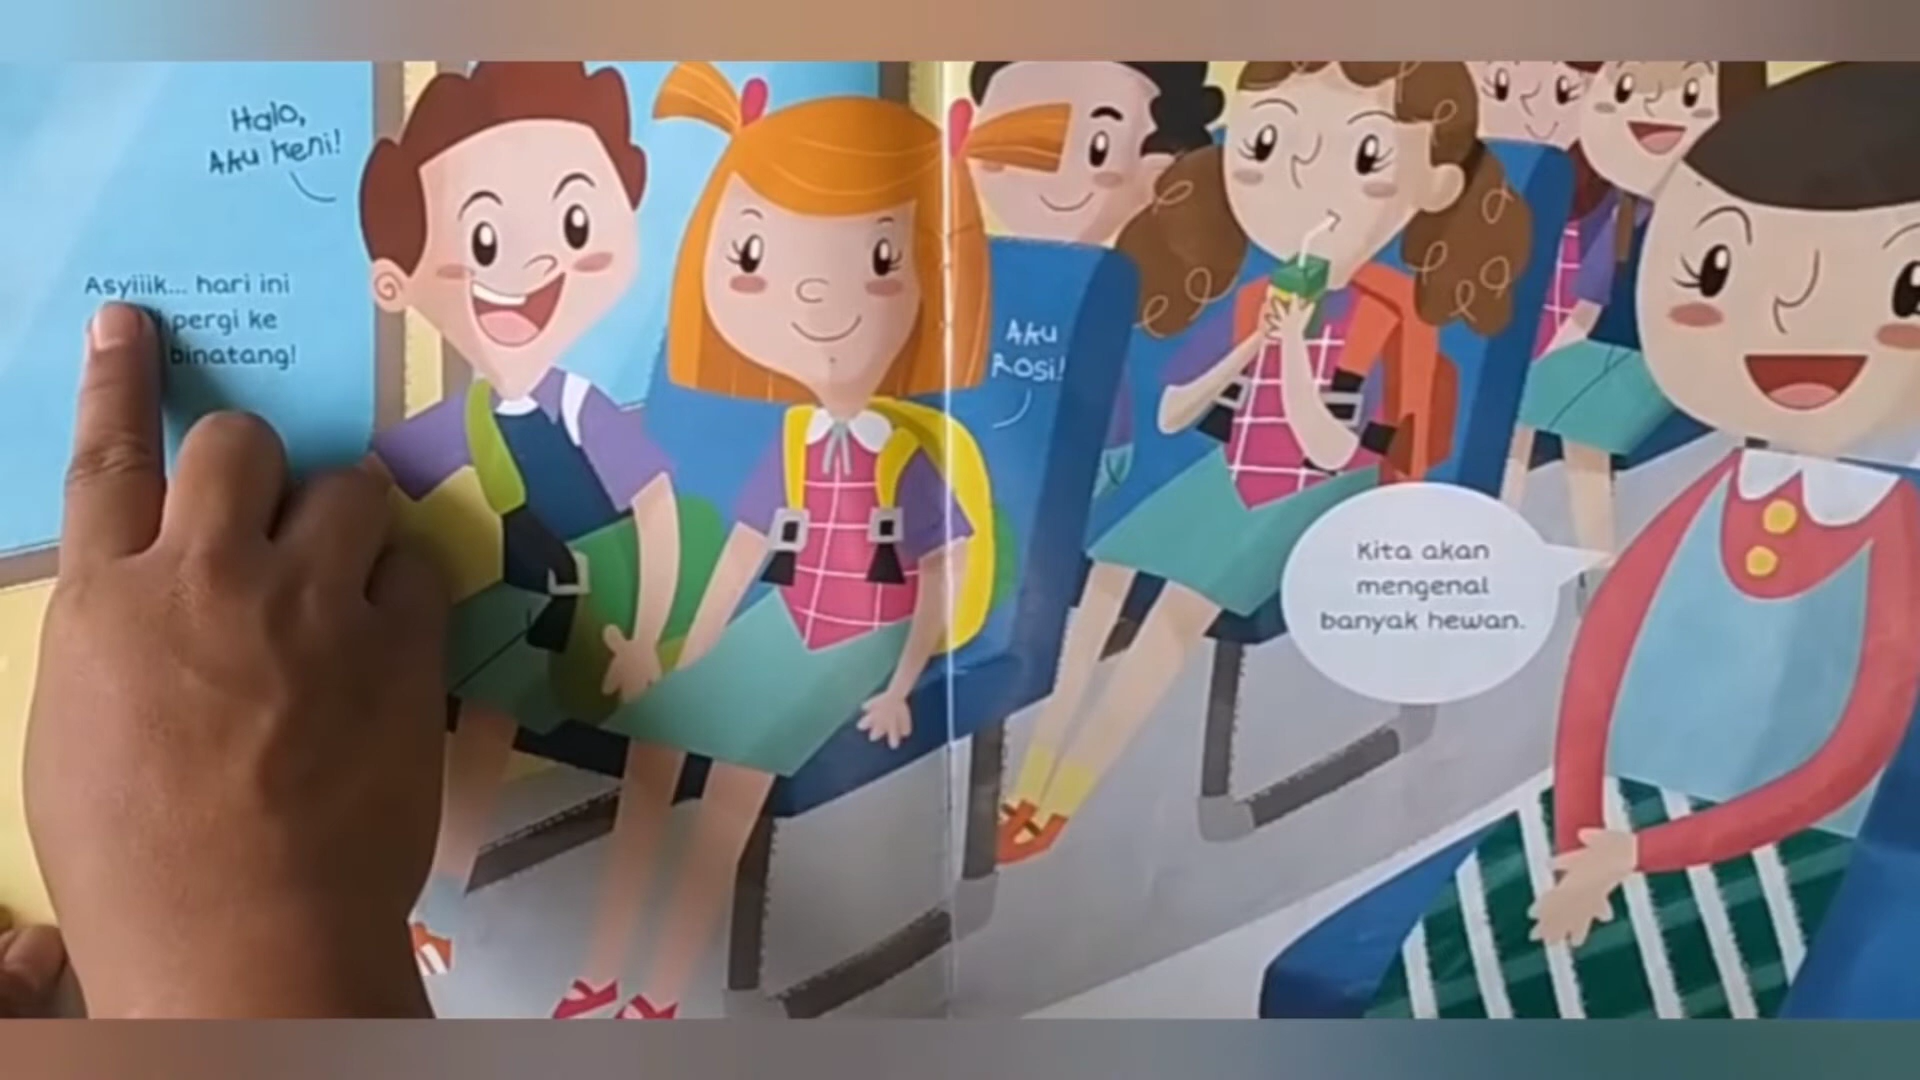 Halo,
Aku Keni!
Asyiiik... hari ini
pergi ke
binatang!
Aku
Rosi!
Kita akan
mengenal
banyak hewan.